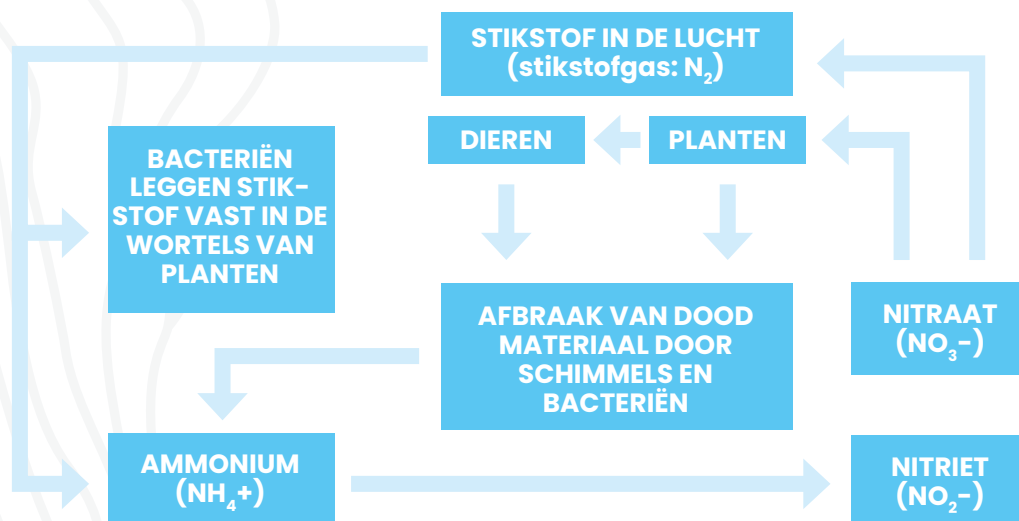 STIKSTOF IN DE LUCHT
(stikstofgas: N₂)
DIEREN
PLANTEN
BACTERIËN
LEGGEN STIK-
STOF VAST IN DE
WORTELS VAN
PLANTEN
AFBRAAK VAN DOOD
MATERIAAL DOOR
SCHIMMELS EN
BACTERIËN
NITRAAT
(NO₃-)
AMMONIUM
(NH₄+)
NITRIET
(NO₂-)